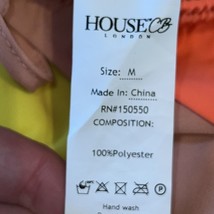 HOUSE CB
LONDON
Size: M
Made In: China
RN#150550
COMPOSITION:
100%Polyester
Hand wash